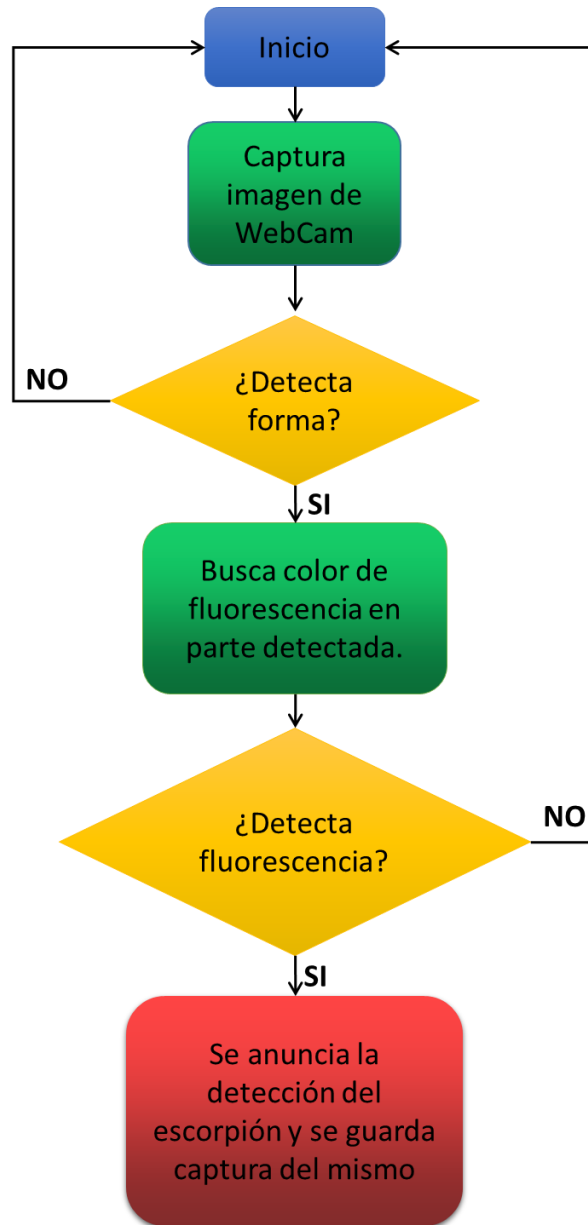 Inicio
Captura
imagen de
WebCam
¿Detecta
forma?
NO
SI
Busca color de
fluorescencia en
parte detectada.
¿Detecta
fluorescencia?
NO
SI
Se anuncia la
detección del
escorpión y se guarda
captura del mismo